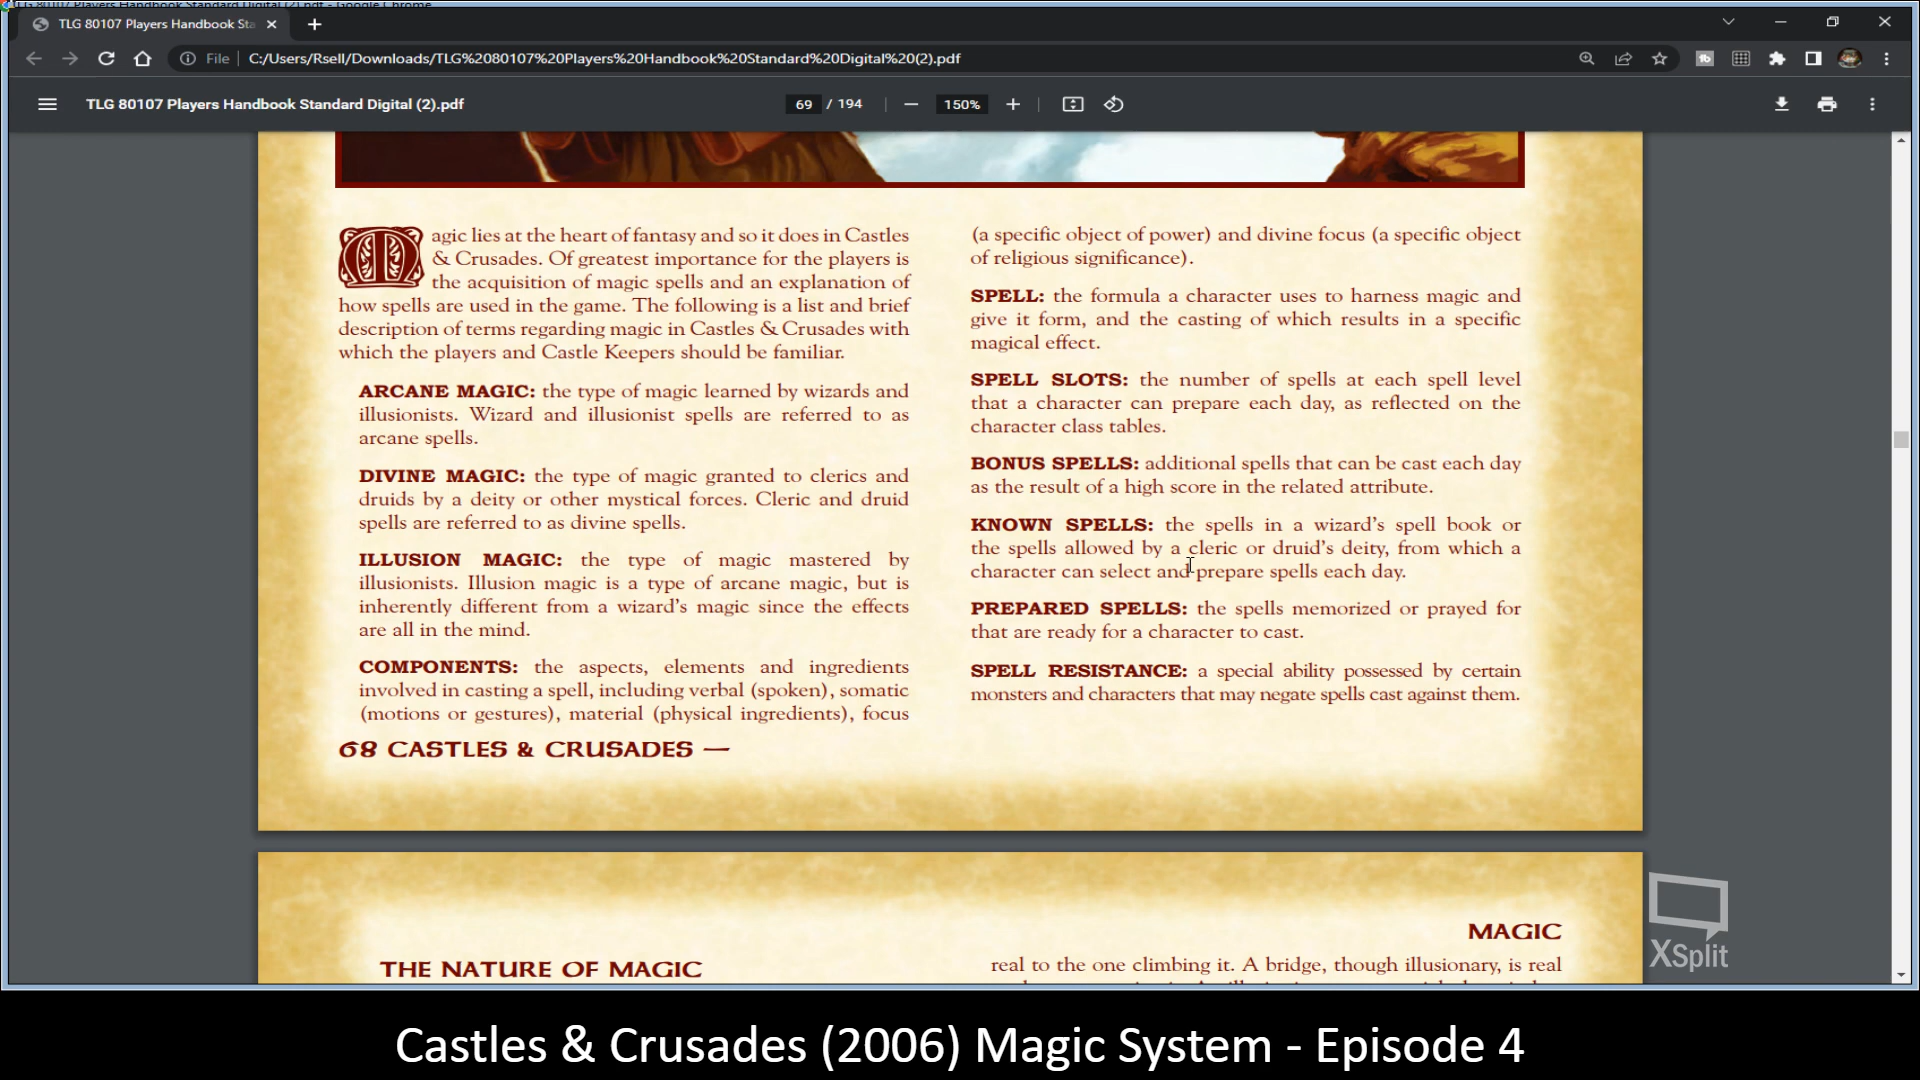 TLG 80107 Players Handbook Standard Digital (2).pdf - Google Chrome
TLG 80107 Players Handbook Sta
File
C:/Users/Rsell/Downloads/TLG%2080107%20Players%20Handbook%20Standard%20Digital%20(2).pdf
TLG 80107 Players Handbook Standard Digital (2).pdf
69 / 194
150%
Magic lies at the heart of fantasy and so it does in Castles
& Crusades. Of greatest importance for the players is
the acquisition of magic spells and an explanation of
how spells are used in the game. The following is a list and brief
description of terms regarding magic in Castles & Crusades with
which the players and Castle Keepers should be familiar.
ARCANE MAGIC: the type of magic learned by wizards and
illusionists. Wizard and illusionist spells are referred to as
arcane spells.
DIVINE MAGIC: the type of magic granted to clerics and
druids by a deity or other mystical forces. Cleric and druid
spells are referred to as divine spells.
ILLUSION MAGIC: the type of magic mastered by
illusionists. Illusion magic is a type of arcane magic, but is
inherently different from a wizard's magic since the effects
are all in the mind.
COMPONENTS: the aspects, elements and ingredients
involved in casting a spell, including verbal (spoken), somatic
(motions or gestures), material (physical ingredients), focus
68 CASTLES & CRUSADES —
(a specific object of power) and divine focus (a specific object
of religious significance).
SPELL: the formula a character uses to harness magic and
give it form, and the casting of which results in a specific
magical effect.
SPELL SLOTS: the number of spells at each spell level
that a character can prepare each day, as reflected on the
character class tables.
BONUS SPELLS: additional spells that can be cast each day
as the result of a high score in the related attribute.
KNOWN SPELLS: the spells in a wizard's spell book or
the spells allowed by a cleric or druid's deity, from which a
character can select and prepare spells each day.
PREPARED SPELLS: the spells memorized or prayed for
that are ready for a character to cast.
SPELL RESISTANCE: a special ability possessed by certain
monsters and characters that may negate spells cast against them.
MAGIC
THE NATURE OF MAGIC
real to the one climbing it. A bridge, though illusionary, is real
XSplit
Castles & Crusades (2006) Magic System - Episode 4